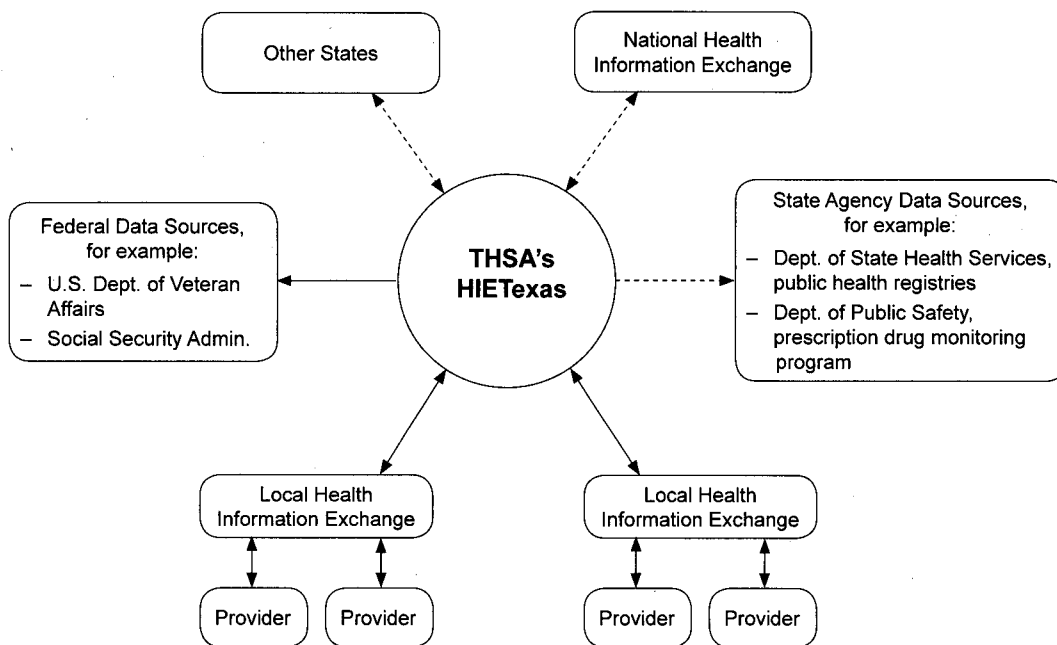 Other States
National Health
Information Exchange
Federal Data Sources,
for example:
– U.S. Dept. of Veteran
Affairs
– Social Security Admin.
THSA's
HIETexas
State Agency Data Sources,
for example:
– Dept. of State Health Services,
public health registries
– Dept. of Public Safety,
prescription drug monitoring
program
Local Health
Information Exchange
Local Health
Information Exchange
Provider
Provider
Provider
Provider